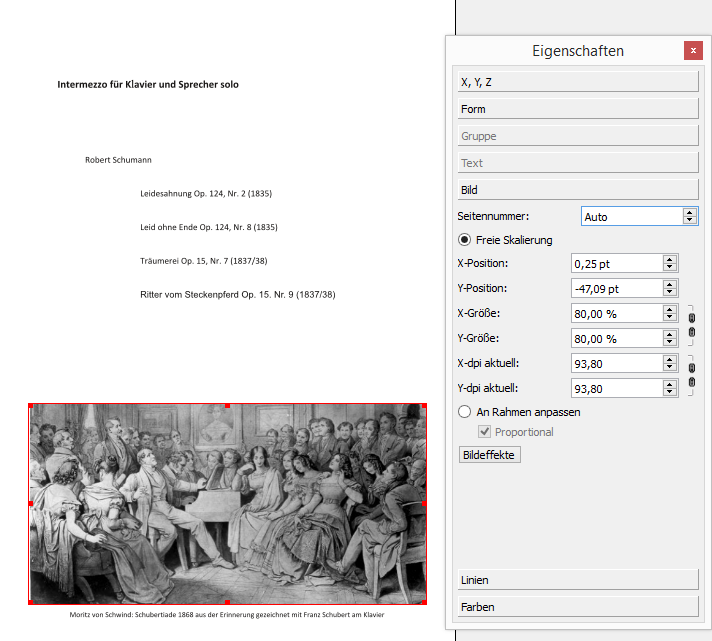 Intermezzo für Klavier und Sprecher solo
Robert Schumann
Leidesahnung Op. 124, Nr. 2 (1835)
Leid ohne Ende Op. 124, Nr. 8 (1835)
Träumerei Op. 15, Nr. 7 (1837/38)
Ritter vom Steckenpferd Op. 15. Nr. 9 (1837/38)
Moritz von Schwind: Schubertiade 1868 aus der Erinnerung gezeichnet mit Franz Schubert am Klavier
Eigenschaften
x
X, Y, Z
Form
Gruppe
Text
Bild
Seitennummer: Auto
Freie Skalierung
X-Position: 0,25 pt
Y-Position: -47,09 pt
X-Größe: 80,00 %
Y-Größe: 80,00 %
X-dpi aktuell: 93,80
Y-dpi aktuell: 93,80
An Rahmen anpassen
Proportional
Bildeffekte
Linien
Farben